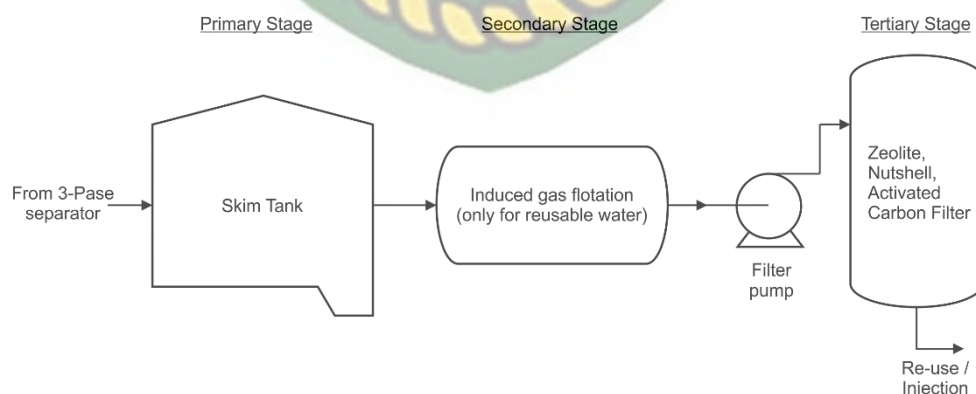 Primary Stage
Secondary Stage
Tertiary Stage
From 3-Pase
separator
Skim Tank
Induced gas flotation
(only for reusable water)
Filter
pump
Zeolite,
Nutshell,
Activated
Carbon Filter
Re-use /
Injection